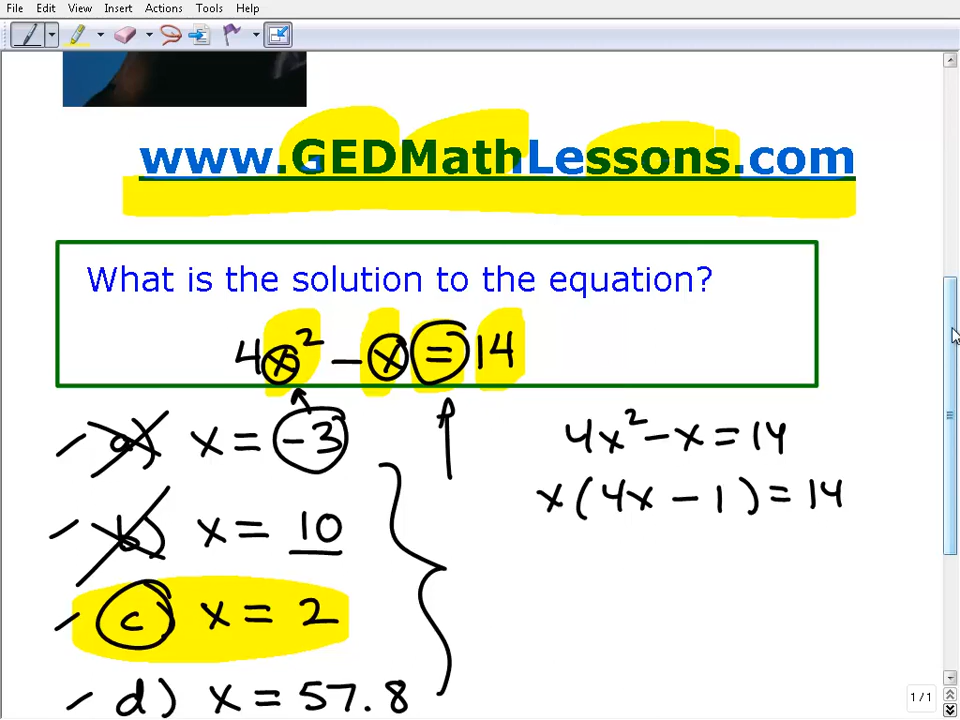 File Edit View Insert Actions Tools Help
www.GEDMathLessons.com
What is the solution to the equation?
4x² - x = 14
a) x = -3
4x² - x = 14
x(4x - 1) = 14
b) x = 10
c) x = 2
d) x = 57.8
1 / 1